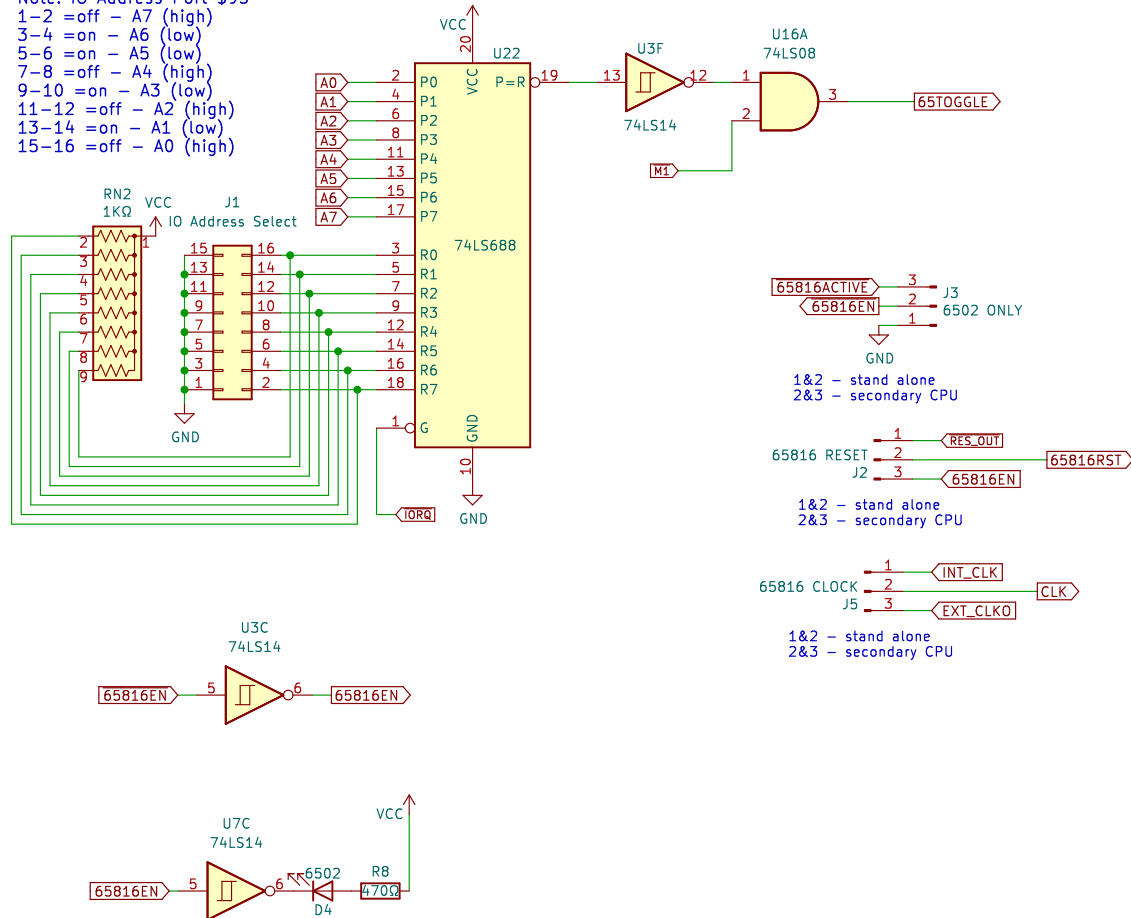 Note: IO Address Port $95
1-2 =off - A7 (high)
3-4 =on - A6 (low)
5-6 =on - A5 (low)
7-8 =off - A4 (high)
9-10 =on - A3 (low)
11-12 =off - A2 (high)
13-14 =on - A1 (low)
15-16 =off - A0 (high)
VCC
20
U22
VCC
A0 2 P0
A1 4 P1
A2 6 P2
A3 8 P3
A4 11 P4
A5 13 P5
A6 15 P6
A7 17 P7
P=R 19
74LS688
3 R0
5 R1
7 R2
9 R3
12 R4
14 R5
16 R6
18 R7
1 G
GND
10
GND
IORQ
U3F
13 12
74LS14
U16A
74LS08
1
2
3
65TOGGLE
M1
RN2
1KΩ
VCC
1
2
3
4
5
6
7
8
9
J1
IO Address Select
15 16
13 14
11 12
9 10
7 8
5 6
3 4
1 2
GND
65816ACTIVE 3
65816EN 2
1
J3
6502 ONLY
GND
1&2 - stand alone
2&3 - secondary CPU
1 RES_OUT
65816 RESET 2 65816RST
J2 3 65816EN
1&2 - stand alone
2&3 - secondary CPU
1 INT_CLK
65816 CLOCK 2 CLK
J5 3 EXT_CLKO
1&2 - stand alone
2&3 - secondary CPU
U3C
74LS14
65816EN 5 6 65816EN
U7C
74LS14
65816EN 5 6
6502
D4
R8
470Ω
VCC